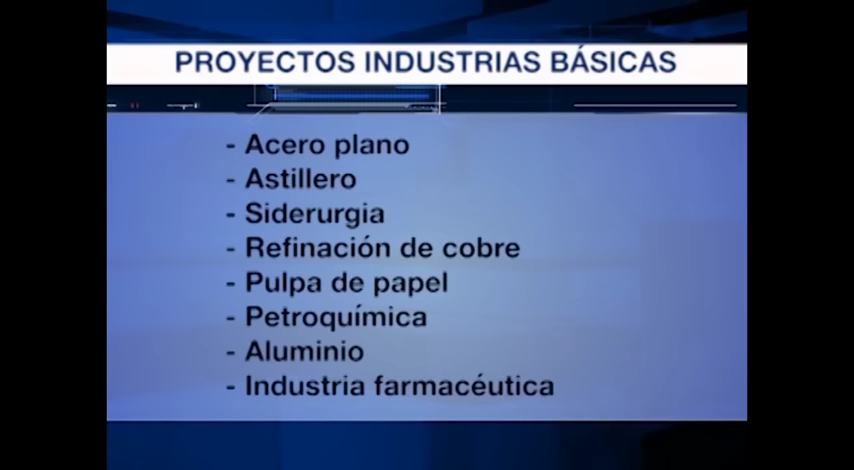 PROYECTOS INDUSTRIAS BÁSICAS
- Acero plano
- Astillero
- Siderurgia
- Refinación de cobre
- Pulpa de papel
- Petroquímica
- Aluminio
- Industria farmacéutica